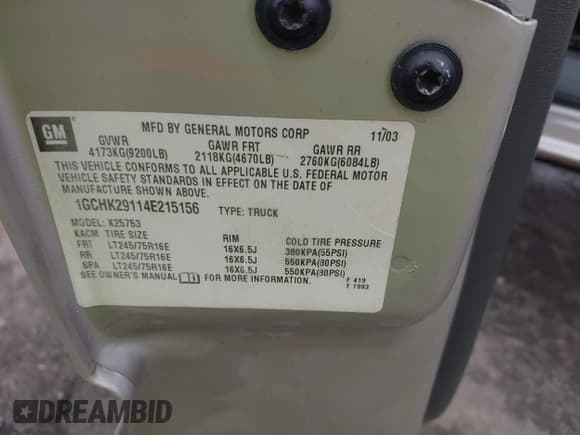 GM
MFD BY GENERAL MOTORS CORP 11/03
GVWR GAWR FRT GAWR RR
4173KG(9200LB) 2118KG(4670LB) 2760KG(6084LB)
THIS VEHICLE CONFORMS TO ALL APPLICABLE U.S. FEDERAL MOTOR
VEHICLE SAFETY STANDARDS IN EFFECT ON THE DATE OF
MANUFACTURE SHOWN ABOVE.
1GCHK29114E215156 TYPE: TRUCK
MODEL: K25753
KACM TIRE SIZE RIM COLD TIRE PRESSURE
FRT LT245/75R16E 16X6.5J 380KPA(55PSI)
RR LT245/75R16E 16X6.5J 550KPA(80PSI)
SPA LT245/75R16E 16X6.5J 550KPA(80PSI)
SEE OWNER'S MANUAL FOR MORE INFORMATION.
F 419
T 1993
DREAMBID